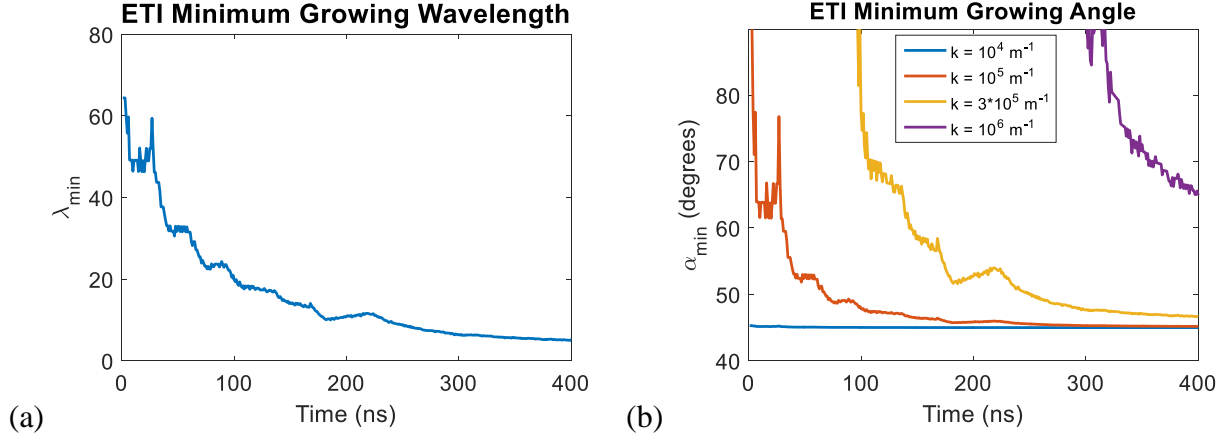 ETI Minimum Growing Wavelength
80
60
40
20
0
λmin
0 100 200 300 400
Time (ns)
(a)
ETI Minimum Growing Angle
k = 10⁴ m⁻¹
k = 10⁵ m⁻¹
k = 3*10⁵ m⁻¹
k = 10⁶ m⁻¹
80
70
60
50
40
αmin (degrees)
0 100 200 300 400
Time (ns)
(b)